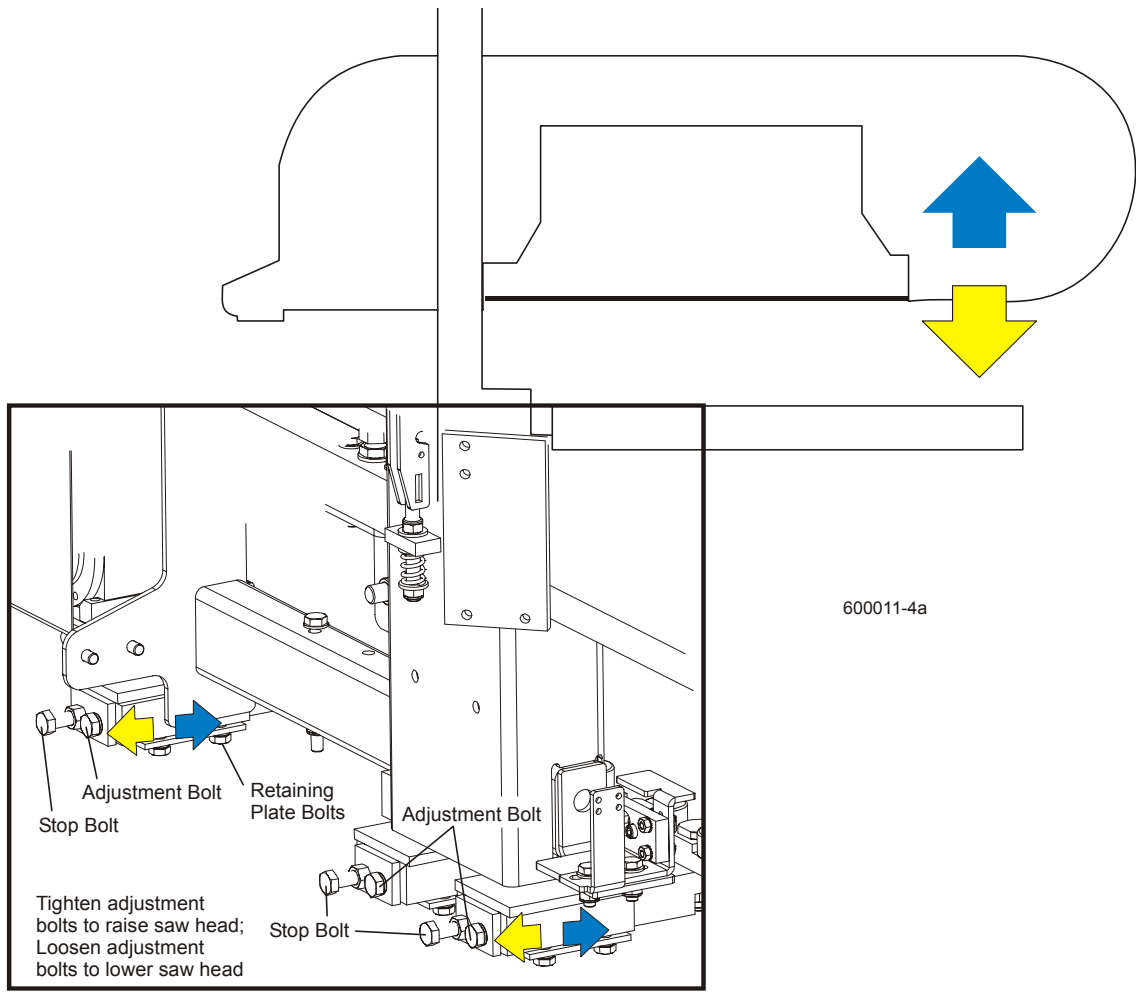 600011-4a
Adjustment Bolt
Stop Bolt
Retaining
Plate Bolts
Adjustment Bolt
Stop Bolt
Tighten adjustment
bolts to raise saw head;
Loosen adjustment
bolts to lower saw head